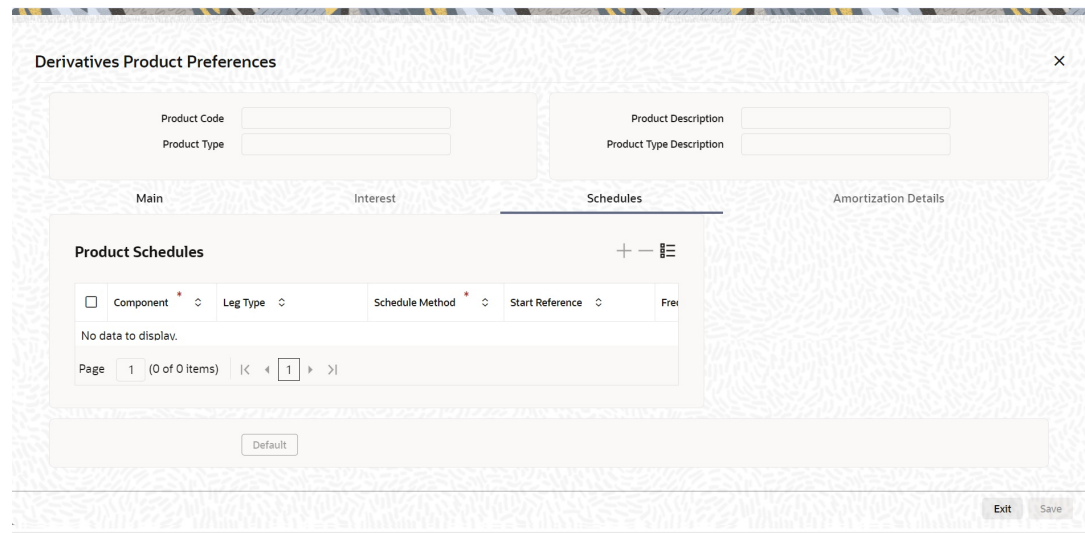 Derivatives Product Preferences
Product Code
Product Description
Product Type
Product Type Description
Main Interest Schedules Amortization Details
Product Schedules
Component * Leg Type Schedule Method * Start Reference Frec
No data to display.
Page 1 (0 of 0 items) 1
Default
Exit Save